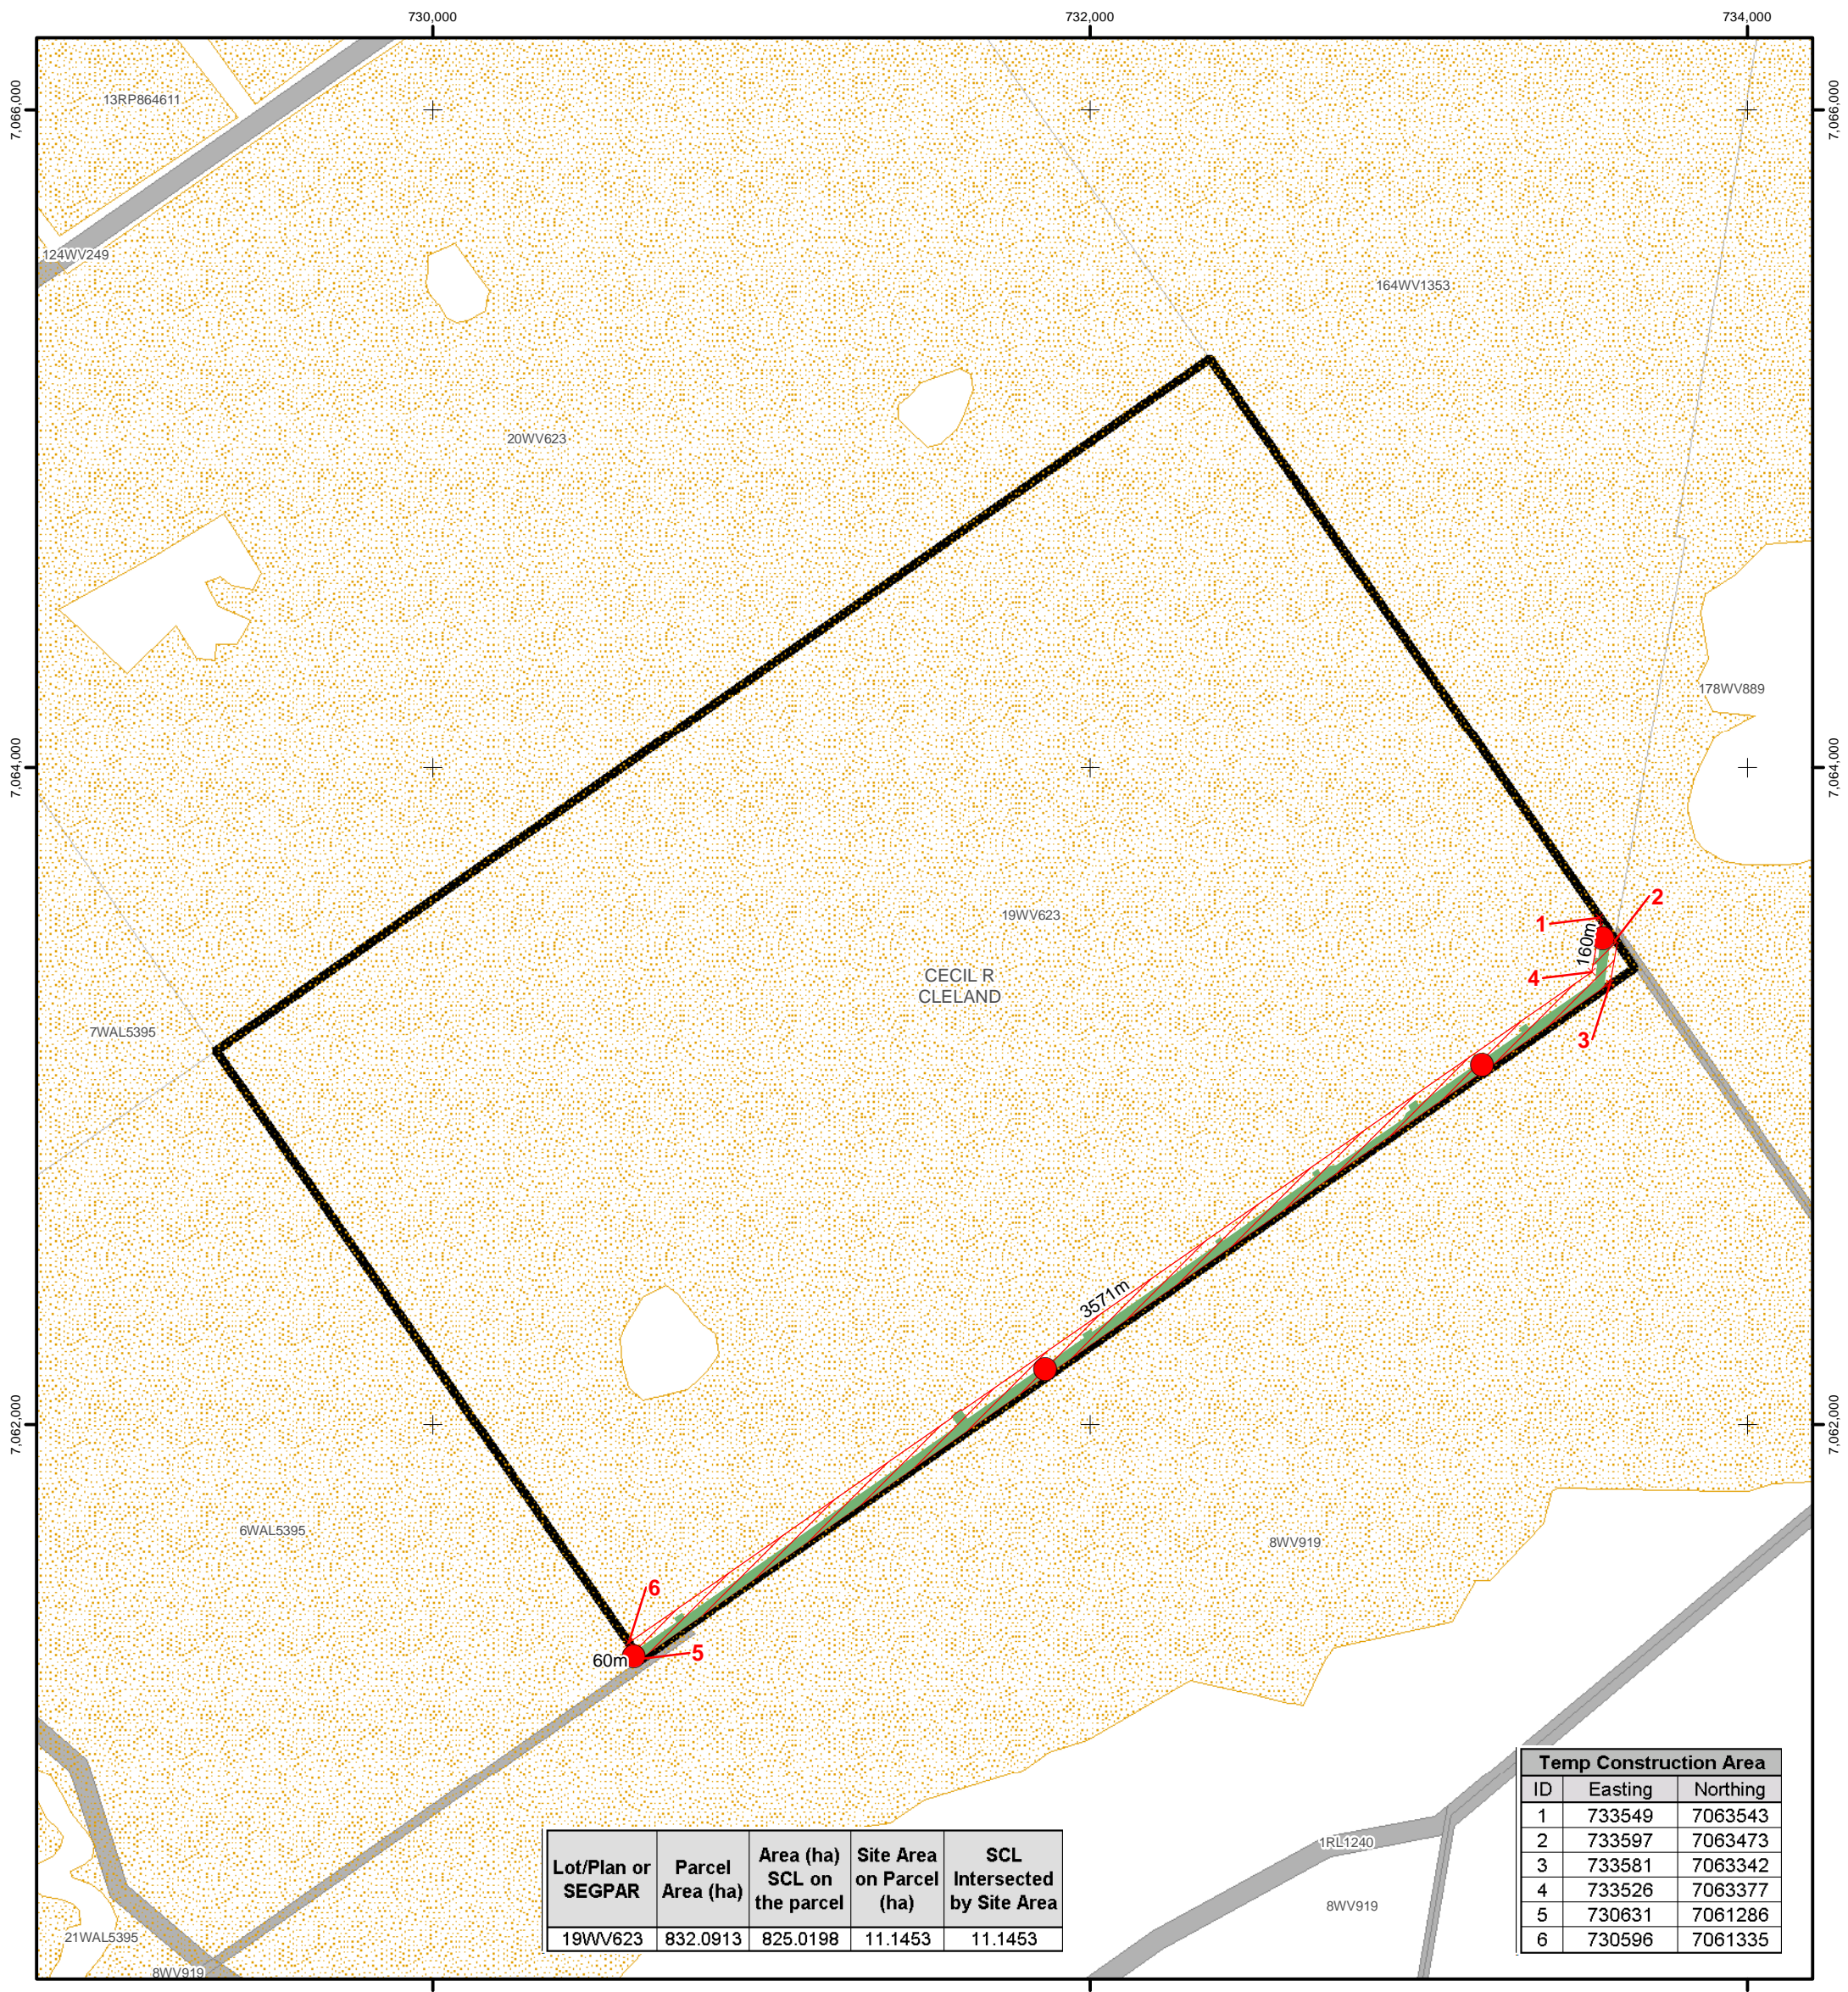 730,000
732,000
734,000
7,066,000
7,066,000
13RP864611
124WV249
164WV1353
20WV623
178WV889
7,064,000
7,064,000
2
1
19WV623
160m
CECIL R
CLELAND
4
7WAL5395
3
3571m
7,062,000
7,062,000
6WAL5395
8WV919
6
5
60m
Temp Construction Area
ID Easting Northing
1 733549 7063543
2 733597 7063473
3 733581 7063342
4 733526 7063377
5 730631 7061286
6 730596 7061335
1RL1240
8WV919
Lot/Plan or SEGPAR Parcel Area (ha) Area (ha) SCL on the parcel Site Area on Parcel (ha) SCL Intersected by Site Area
19WV623 832.0913 825.0198 11.1453 11.1453
21WAL5395
8WV919